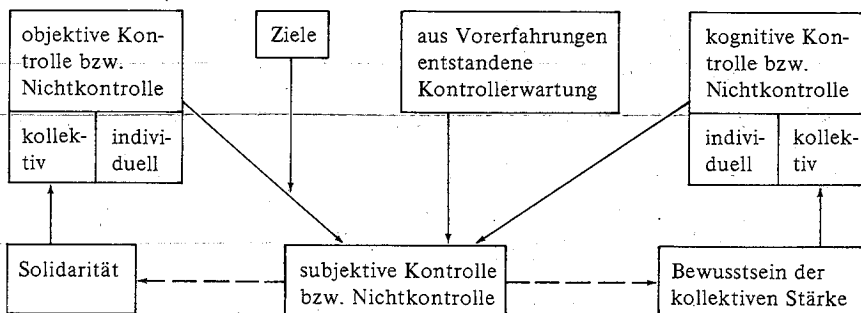 objektive Kon-
trolle bzw.
Nichtkontrolle
kollek-
tiv
indivi-
duell
Ziele
aus Vorerfahrungen
entstandene
Kontrollerwartung
kognitive Kon-
trolle bzw.
Nichtkontrolle
indivi-
duell
kollek-
tiv
Solidarität
subjektive Kontrolle
bzw. Nichtkontrolle
Bewusstsein der
kollektiven Stärke